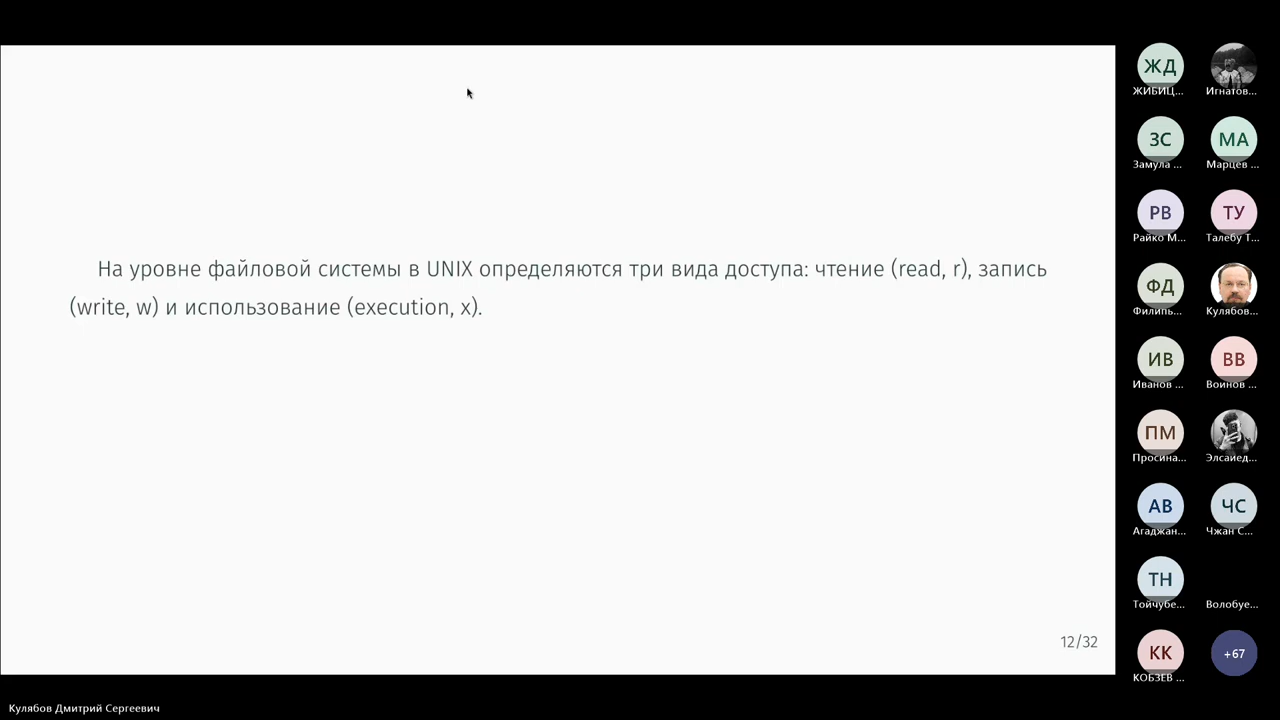 На уровне файловой системы в UNIX определяются три вида доступа: чтение (read, r), запись
(write, w) и использование (execution, x).
12/32
ЖД
ЖИБИЦ...
Игнатов...
ЗС
Замула ...
МА
Марцев ...
РВ
Райко М...
ТУ
Талебу Т...
ФД
Филипь...
Кулябов...
ИВ
Иванов ...
ВВ
Воинов ...
ПМ
Просина...
Элсаиед...
АВ
Агаджан...
ЧС
Чжан С...
ТН
Тойчубе...
Волобуе...
КК
КОБЗЕВ ...
+67
Кулябов Дмитрий Сергеевич